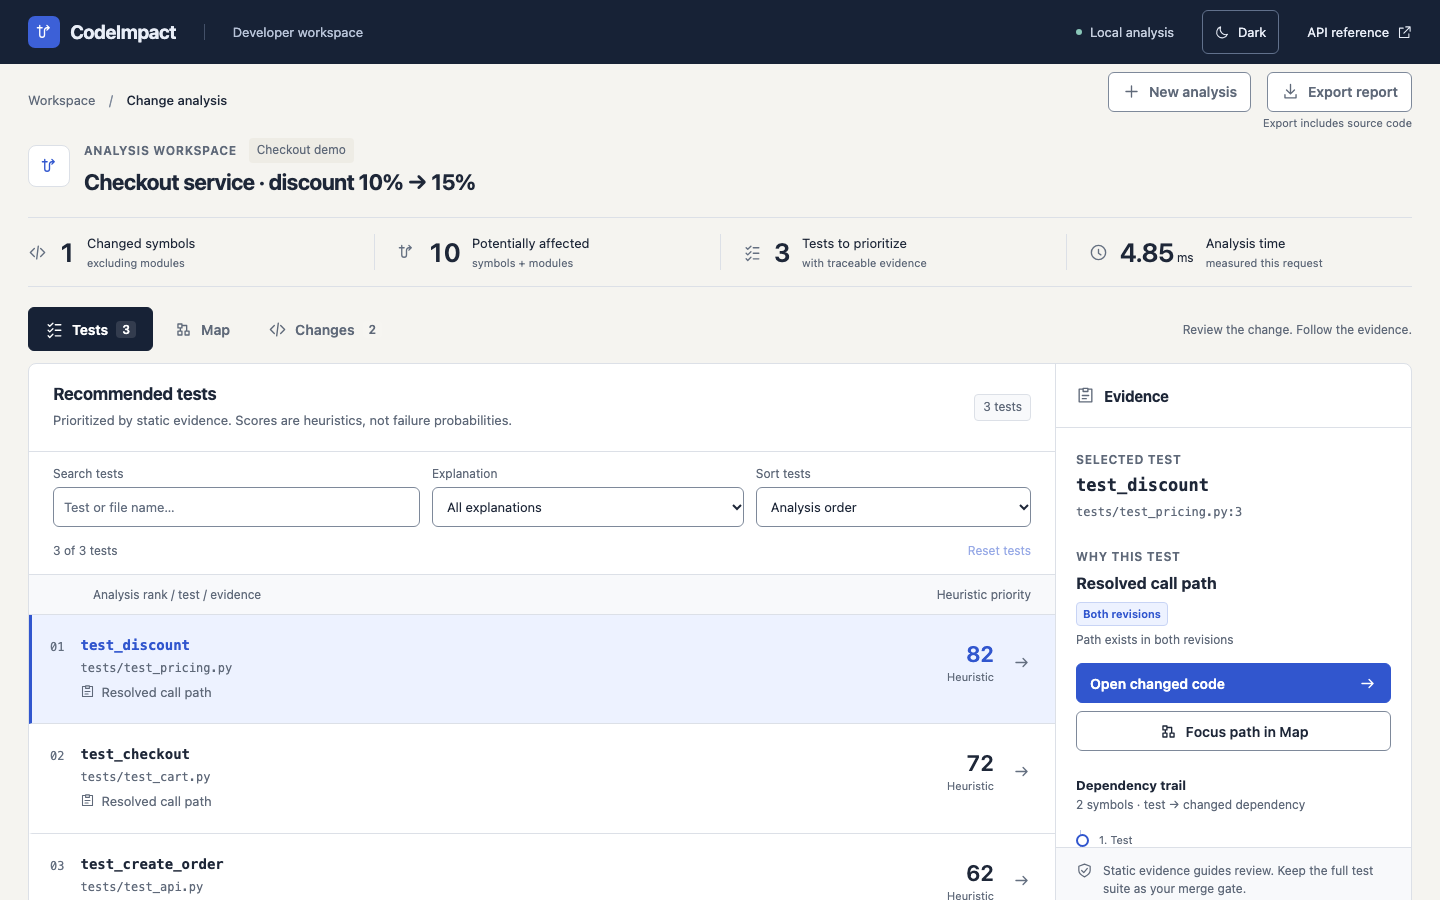 CodeImpact
Developer workspace
Local analysis
Dark
API reference
Workspace / Change analysis
New analysis
Export report
Export includes source code
ANALYSIS WORKSPACE
Checkout demo
Checkout service · discount 10% → 15%
1
Changed symbols
excluding modules
10
Potentially affected
symbols + modules
3
Tests to prioritize
with traceable evidence
4.85 ms
Analysis time
measured this request
Tests 3
Map
Changes 2
Review the change. Follow the evidence.
Recommended tests
Prioritized by static evidence. Scores are heuristics, not failure probabilities.
3 tests
Search tests
Test or file name...
Explanation
All explanations
Sort tests
Analysis order
3 of 3 tests
Reset tests
Analysis rank / test / evidence
Heuristic priority
01
test_discount
tests/test_pricing.py
Resolved call path
82
Heuristic
→
02
test_checkout
tests/test_cart.py
Resolved call path
72
Heuristic
→
03
test_create_order
tests/test_api.py
62
Heuristic
→
Evidence
SELECTED TEST
test_discount
tests/test_pricing.py:3
WHY THIS TEST
Resolved call path
Both revisions
Path exists in both revisions
Open changed code →
Focus path in Map
Dependency trail
2 symbols · test → changed dependency
1. Test
Static evidence guides review. Keep the full test
suite as your merge gate.